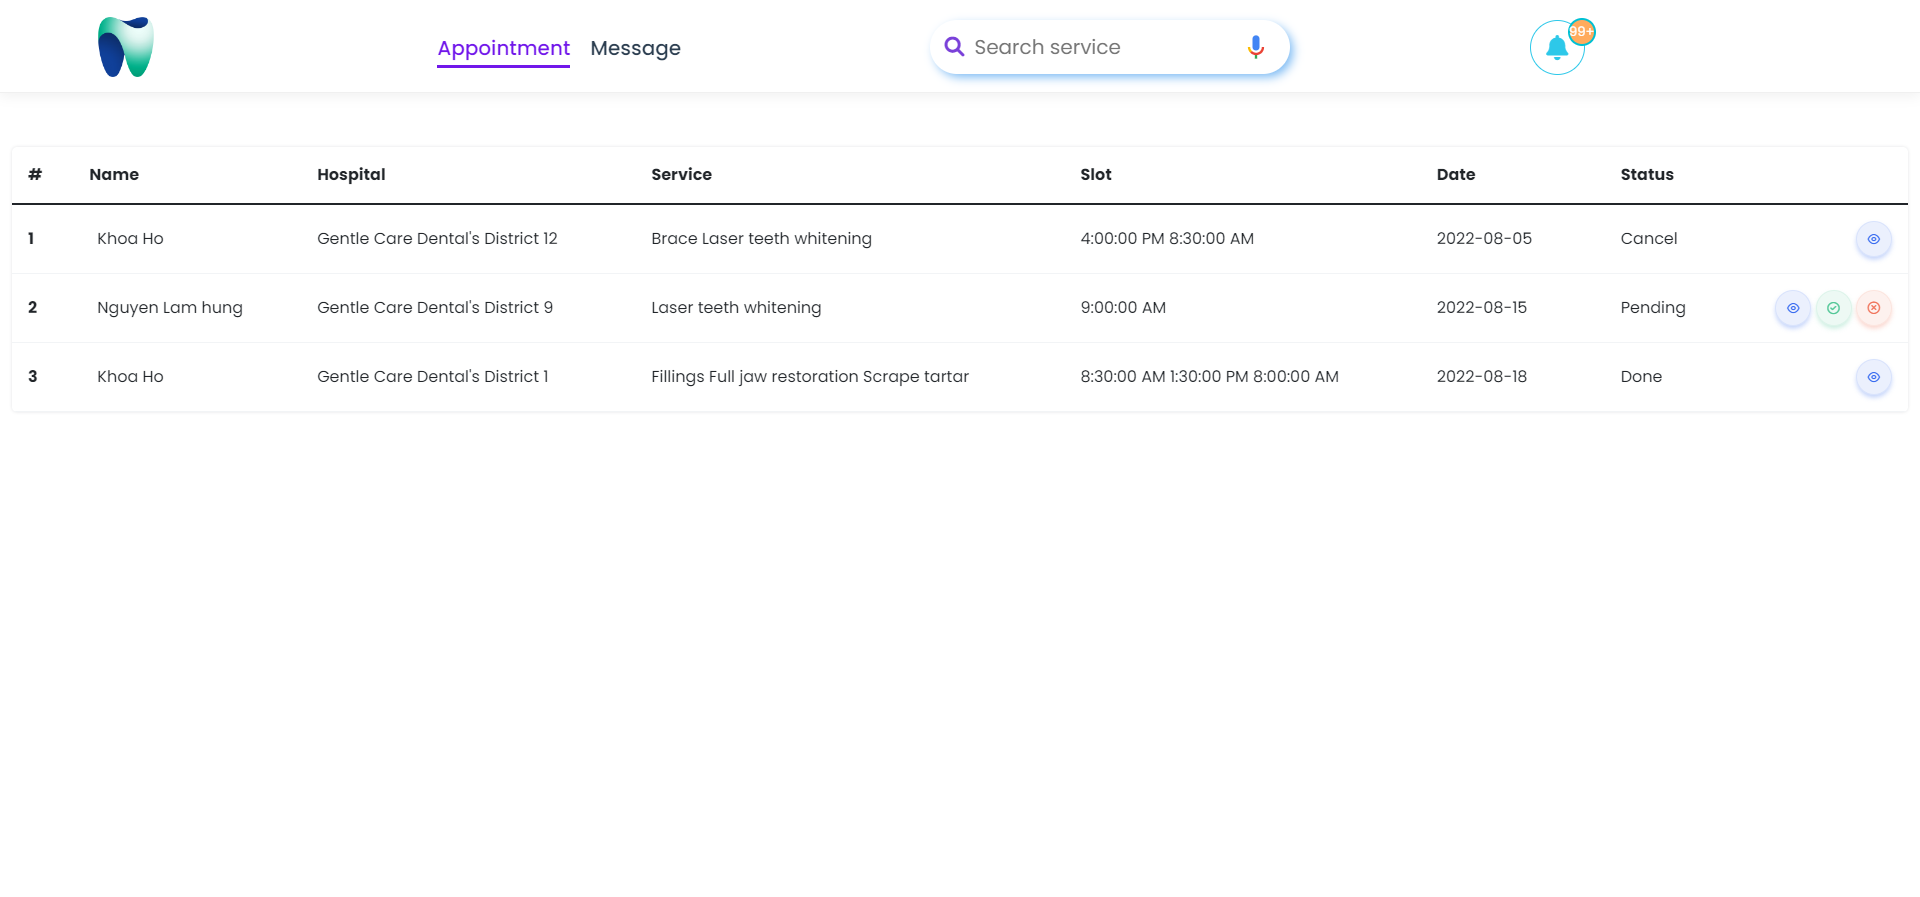 Appointment Message Search service 99+
# Name Hospital Service Slot Date Status
1 Khoa Ho Gentle Care Dental's District 12 Brace Laser teeth whitening 4:00:00 PM 8:30:00 AM 2022-08-05 Cancel
2 Nguyen Lam hung Gentle Care Dental's District 9 Laser teeth whitening 9:00:00 AM 2022-08-15 Pending
3 Khoa Ho Gentle Care Dental's District 1 Fillings Full jaw restoration Scrape tartar 8:30:00 AM 1:30:00 PM 8:00:00 AM 2022-08-18 Done